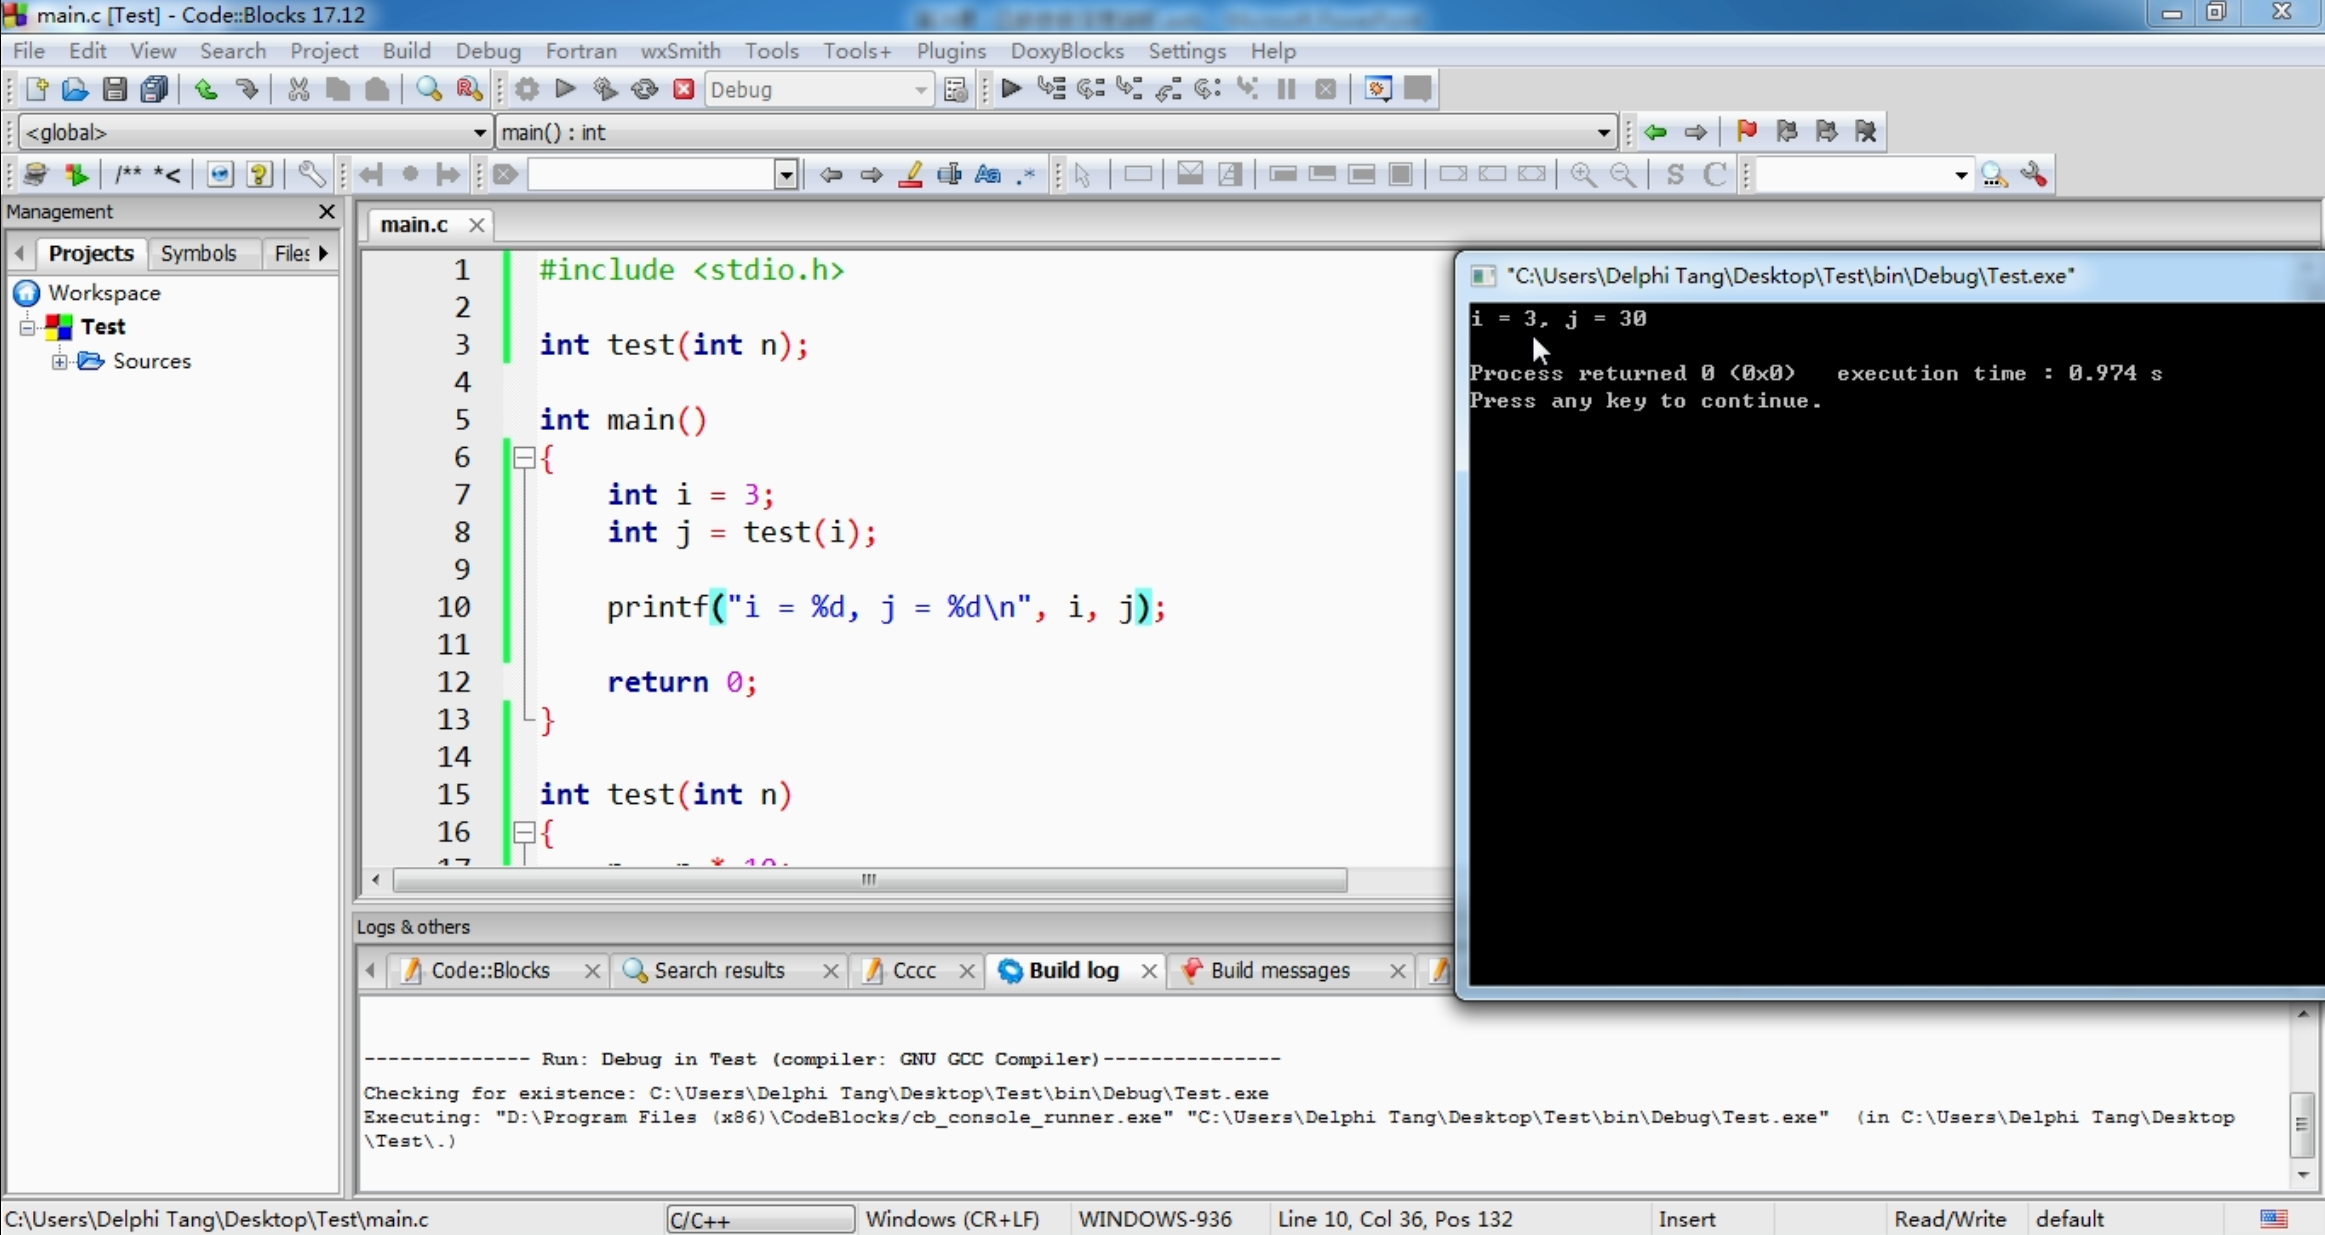 main.c [Test] - Code::Blocks 17.12
File Edit View Search Project Build Debug Fortran wxSmith Tools Tools+ Plugins DoxyBlocks Settings Help
Debug
<global> main() : int
/** *<
S C
Management
Projects Symbols Files
Workspace
Test
Sources
main.c
1 #include <stdio.h>
2
3 int test(int n);
4
5 int main()
6 {
7 int i = 3;
8 int j = test(i);
9
10 printf("i = %d, j = %d\n", i, j);
11
12 return 0;
13 }
14
15 int test(int n)
16 {
"C:\Users\Delphi Tang\Desktop\Test\bin\Debug\Test.exe"
i = 3, j = 30
Process returned 0 (0x0) execution time : 0.974 s
Press any key to continue.
Logs & others
Code::Blocks Search results Cccc Build log Build messages
-------------- Run: Debug in Test (compiler: GNU GCC Compiler)---------------
Checking for existence: C:\Users\Delphi Tang\Desktop\Test\bin\Debug\Test.exe
Executing: "D:\Program Files (x86)\CodeBlocks/cb_console_runner.exe" "C:\Users\Delphi Tang\Desktop\Test\bin\Debug\Test.exe" (in C:\Users\Delphi Tang\Desktop
\Test\.)
C:\Users\Delphi Tang\Desktop\Test\main.c C/C++ Windows (CR+LF) WINDOWS-936 Line 10, Col 36, Pos 132 Insert Read/Write default